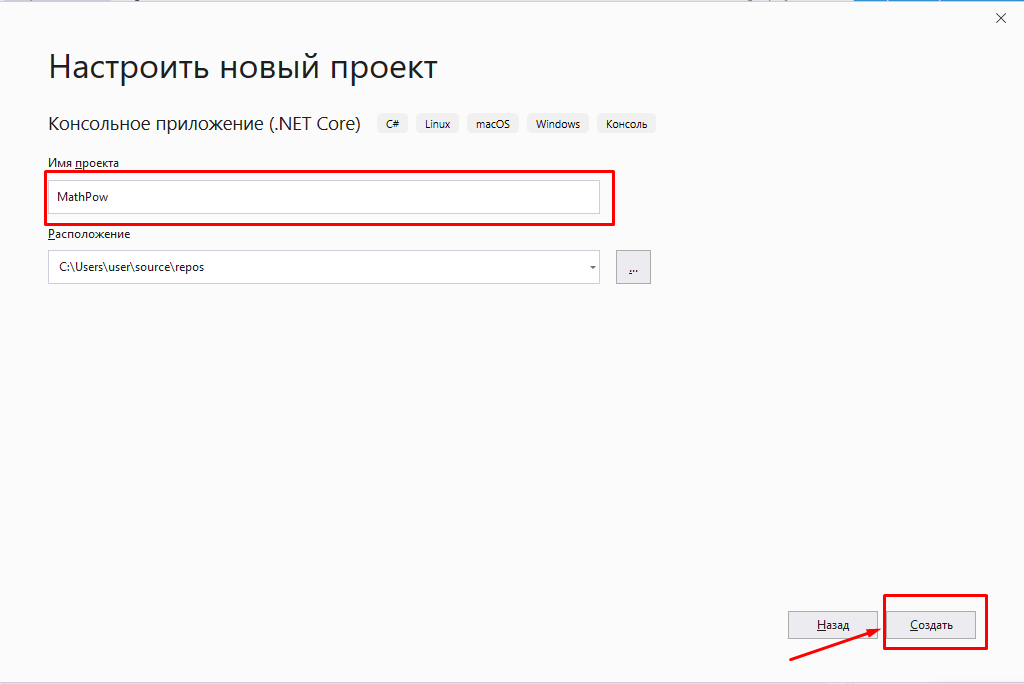 Настроить новый проект
Консольное приложение (.NET Core) C# Linux macOS Windows Консоль
Имя проекта
MathPow
Расположение
C:\Users\user\source\repos
...
Назад Создать